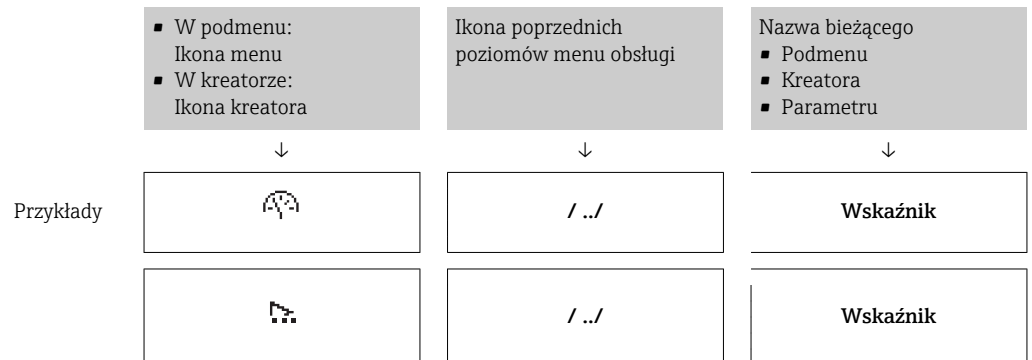 ▪ W podmenu:
Ikona menu
▪ W kreatorze:
Ikona kreatora
Ikona poprzednich
poziomów menu obsługi
Nazwa bieżącego
▪ Podmenu
▪ Kreatora
▪ Parametru
↓ ↓ ↓
Przykłady
/ ../
Wskaźnik
/ ../
Wskaźnik